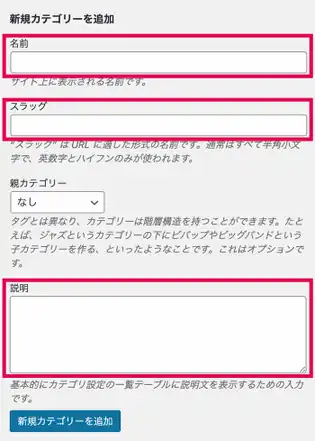 新規カテゴリーを追加
名前
サイト上に表示される名前です。
スラッグ
“スラッグ” は URL に適した形式の名前です。通常はすべて半角小文
字で、英数字とハイフンのみが使われます。
親カテゴリー
なし
タグとは異なり、カテゴリーは階層構造を持つことができます。たと
えば、ジャズというカテゴリーの下にビバップやビッグバンドという
子カテゴリーを作る、といったようなことです。これはオプションで
す。
説明
基本的にカテゴリ設定の一覧テーブルに説明文を表示するための入力
です。
新規カテゴリーを追加